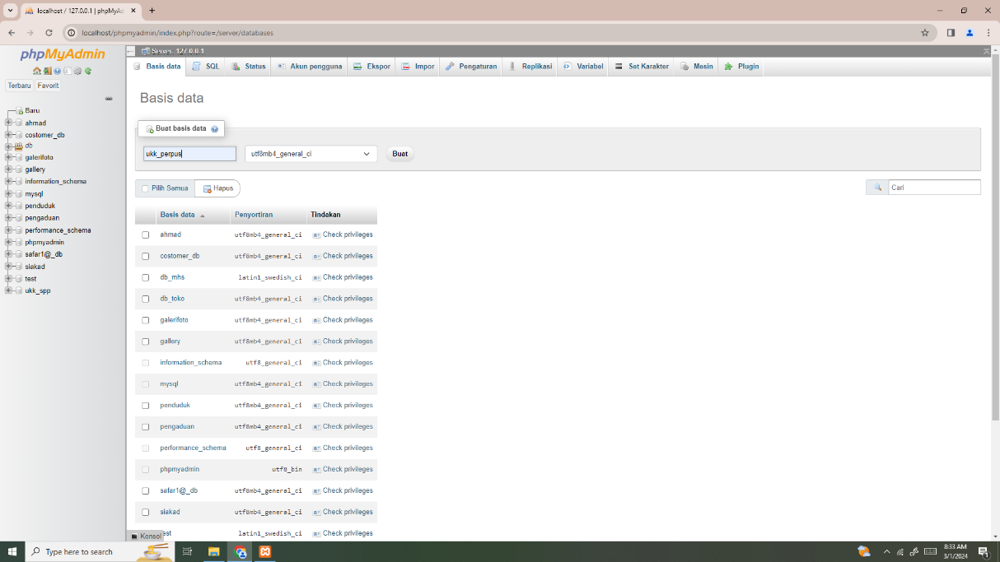 localhost / 127.0.0.1 | phpMyAd
localhost/phpmyadmin/index.php?route=/server/databases
phpMyAdmin
Terbaru Favorit
Baru
ahmad
costomer_db
db
galerifoto
gallery
information_schema
mysql
penduduk
pengaduan
performance_schema
phpmyadmin
safar1@_db
siakad
test
ukk_spp
Server: 127.0.0.1
Basis data SQL Status Akun pengguna Ekspor Impor Pengaturan Replikasi Variabel Set Karakter Mesin Plugin
Basis data
Buat basis data
ukk_perpus utf8mb4_general_ci Buat
Pilih Semua Hapus Cari
Basis data Penyortiran Tindakan
ahmad utf8mb4_general_ci Check privileges
costomer_db utf8mb4_general_ci Check privileges
db_mhs latin1_swedish_ci Check privileges
db_toko utf8mb4_general_ci Check privileges
galerifoto utf8mb4_general_ci Check privileges
gallery utf8mb4_general_ci Check privileges
information_schema utf8_general_ci Check privileges
mysql utf8mb4_general_ci Check privileges
penduduk utf8mb4_general_ci Check privileges
pengaduan utf8mb4_general_ci Check privileges
performance_schema utf8_general_ci Check privileges
phpmyadmin utf8_bin Check privileges
safar1@_db utf8mb4_general_ci Check privileges
siakad utf8mb4_general_ci Check privileges
est latin1_swedish_ci Check privileges
Konsol
Type here to search
8:33 AM
3/1/2024
1